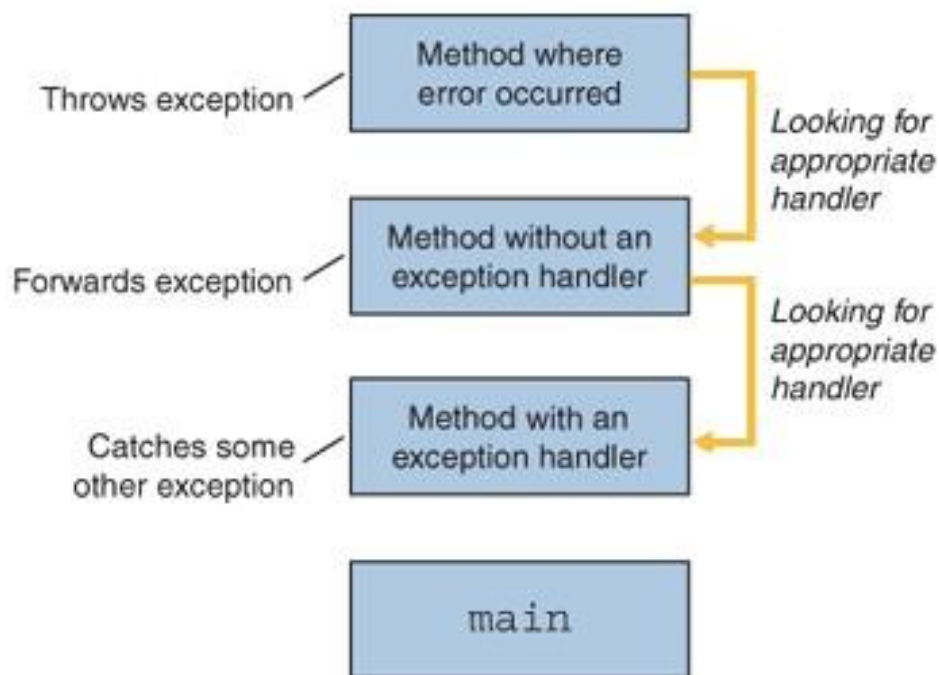 Method where
error occurred
Throws exception
Looking for
appropriate
handler
Method without an
exception handler
Forwards exception
Looking for
appropriate
handler
Method with an
exception handler
Catches some
other exception
main